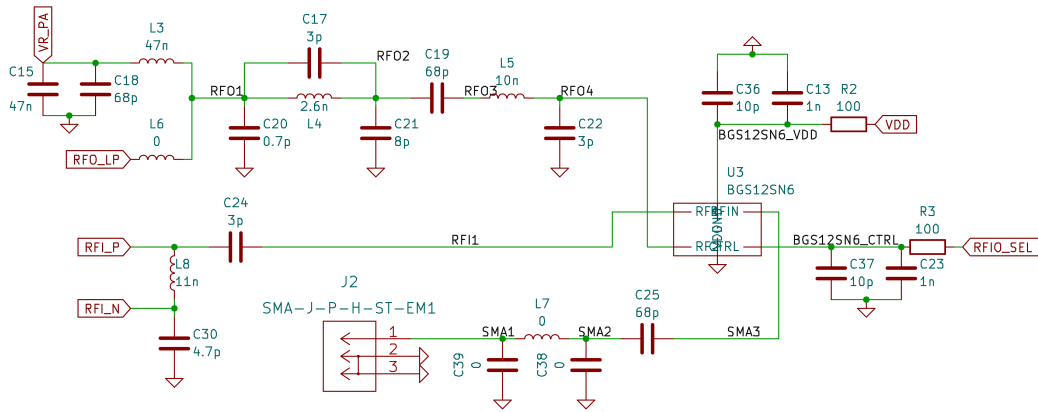 VR_PA
C15
47n
C18
68p
L3
47n
L6
0
RFO_LP
RFO1
C17
3p
RFO2
2.6n
L4
C20
0.7p
C21
8p
C19
68p
RFO3
L5
10n
RFO4
C22
3p
C36
10p
C13
1n
R2
100
VDD
BGS12SN6_VDD
U3
BGS12SN6
RFIN
CTRL
R3
100
RFIO_SEL
BGS12SN6_CTRL
C37
10p
C23
1n
C24
3p
RFI_P
RFI1
L8
11n
RFI_N
C30
4.7p
J2
SMA-J-P-H-ST-EM1
1
2
3
SMA1
L7
0
SMA2
C25
68p
SMA3
C39
0
C38
0